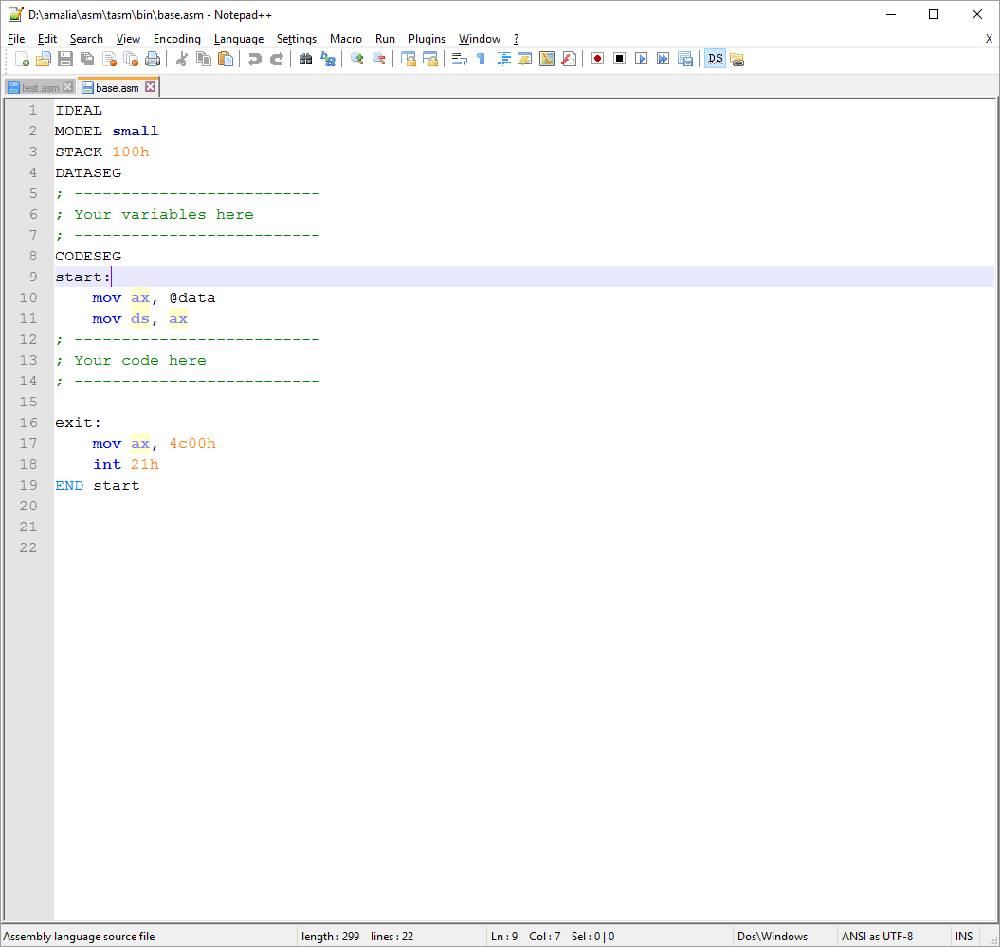 D:\amalia\asm\tasm\bin\base.asm - Notepad++
File Edit Search View Encoding Language Settings Macro Run Plugins Window ? X
DS
test.asm base.asm
1 IDEAL
2 MODEL small
3 STACK 100h
4 DATASEG
5 ; --------------------------
6 ; Your variables here
7 ; --------------------------
8 CODESEG
9 start:
10 mov ax, @data
11 mov ds, ax
12 ; --------------------------
13 ; Your code here
14 ; --------------------------
15
16 exit:
17 mov ax, 4c00h
18 int 21h
19 END start
20
21
22
Assembly language source file length : 299 lines : 22 Ln : 9 Col : 7 Sel : 0 | 0 Dos\Windows ANSI as UTF-8 INS